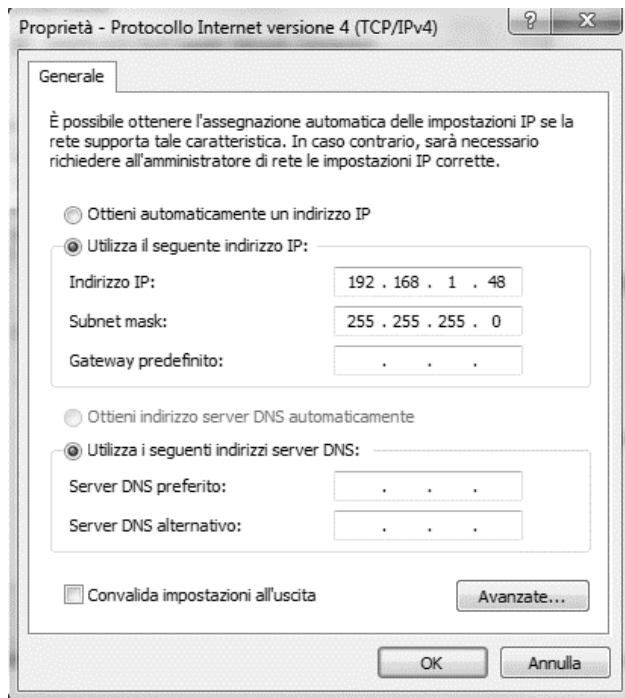 Proprietà - Protocollo Internet versione 4 (TCP/IPv4)
Generale
È possibile ottenere l'assegnazione automatica delle impostazioni IP se la
rete supporta tale caratteristica. In caso contrario, sarà necessario
richiedere all'amministratore di rete le impostazioni IP corrette.
Ottieni automaticamente un indirizzo IP
Utilizza il seguente indirizzo IP:
Indirizzo IP: 192 . 168 . 1 . 48
Subnet mask: 255 . 255 . 255 . 0
Gateway predefinito: . . .
Ottieni indirizzo server DNS automaticamente
Utilizza i seguenti indirizzi server DNS:
Server DNS preferito: . . .
Server DNS alternativo: . . .
Convalida impostazioni all'uscita Avanzate...
OK Annulla